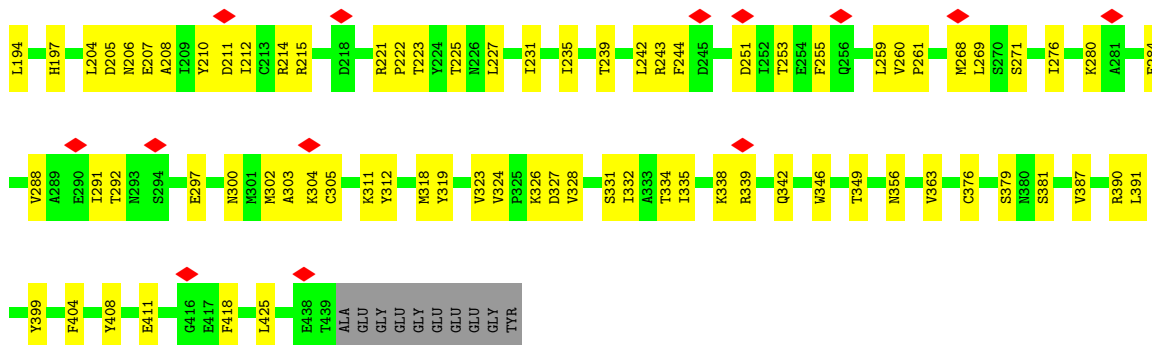 L194 H197 L204 D205 N206 E207 A208 I209 Y210 D211 I212 C213 R214 R215 D218 R221 P222 T223 Y224 T225 N226 L227 I231 I235 T239 L242 R243 F244 D245 D251 I252 T253 E254 F255 Q256 L259 V260 P261 M268 L269 S270 S271 I276 K280 A281
V288 A289 E290 I291 T292 N293 S294 E297 N300 M301 M302 A303 K304 C305 K311 Y312 M318 Y319 V323 V324 P325 K326 D327 V328 S331 I332 A333 T334 I335 K338 R339 Q342 W346 T349 N356 V363 C376 S379 N380 S381 V387 R390 L391
Y399 F404 Y408 E411 G416 E417 F418 L425 E438 T439 ALA GLU GLY GLU GLY GLU GLU GLU GLY TYR